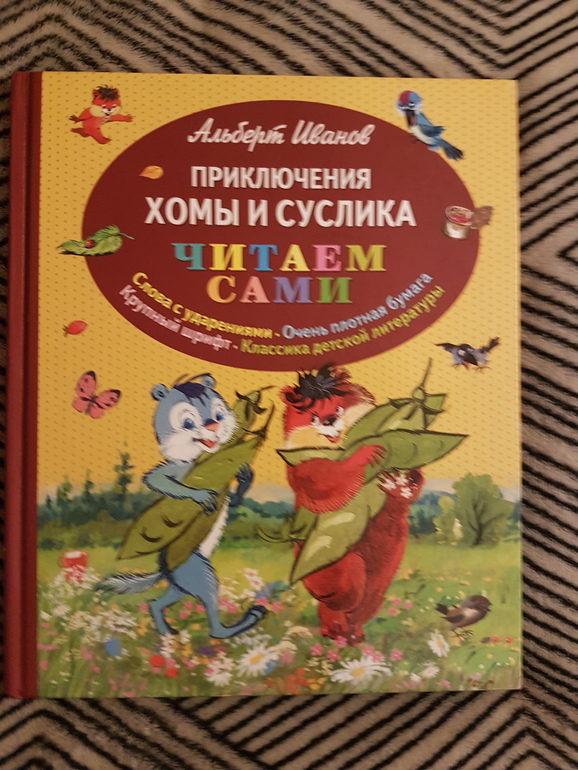 Альберт Иванов
ПРИКЛЮЧЕНИЯ
ХОМЫ И СУСЛИКА
ЧИТАЕМ
САМИ
Слова с ударениями · Очень плотная бумага
Крупный шрифт · Классика детской литературы